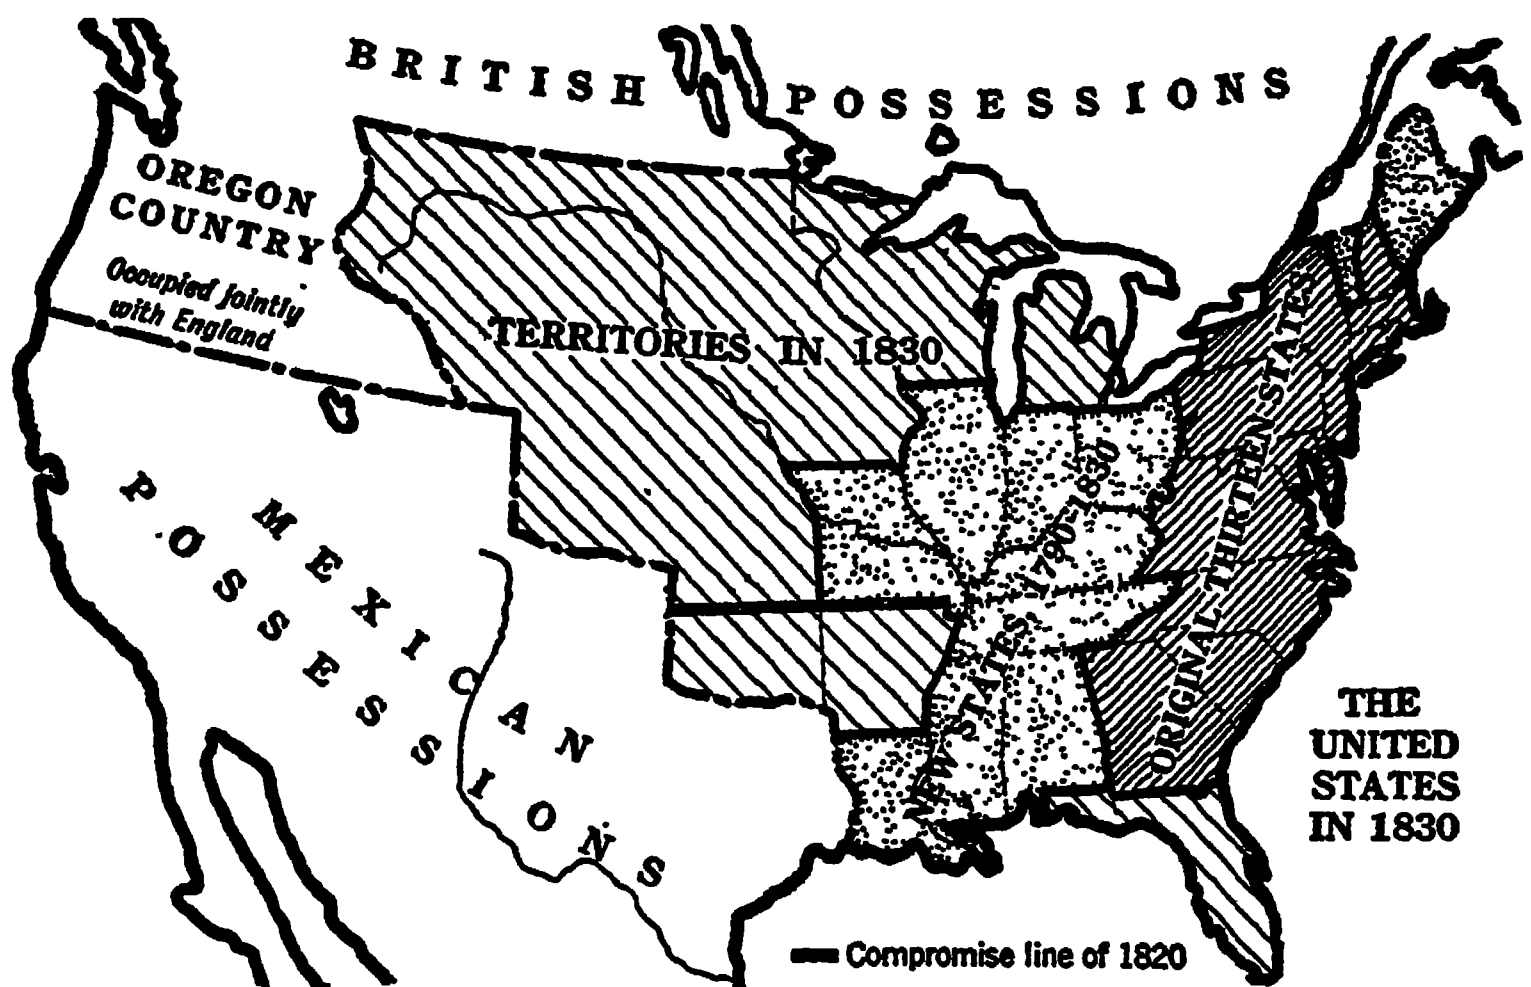 BRITISH POSSESSIONS
OREGON
COUNTRY
Occupied jointly
with England
TERRITORIES IN 1830
MEXICAN
POSSESSIONS
NEW STATES 1790-1830
ORIGINAL THIRTEEN STATES
THE
UNITED
STATES
IN 1830
Compromise line of 1820